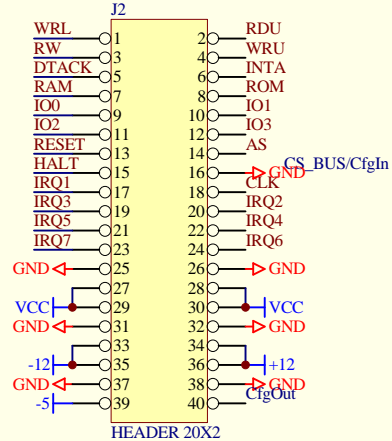 J2
WRL 1 2 RDU
RW 3 4 WRU
DTACK 5 6 INTA
RAM 7 8 ROM
IO0 9 10 IO1
IO2 11 12 IO3
RESET 13 14 AS
HALT 15 16 GND CS_BUS/CfgIn
IRQ1 17 18 CLK
IRQ3 19 20 IRQ2
IRQ5 21 22 IRQ4
IRQ7 23 24 IRQ6
GND 25 26 GND
27 28
VCC 29 30 VCC
GND 31 32 GND
33 34
-12 35 36 +12
GND 37 38 GND
-5 39 40 CfgOut
HEADER 20X2